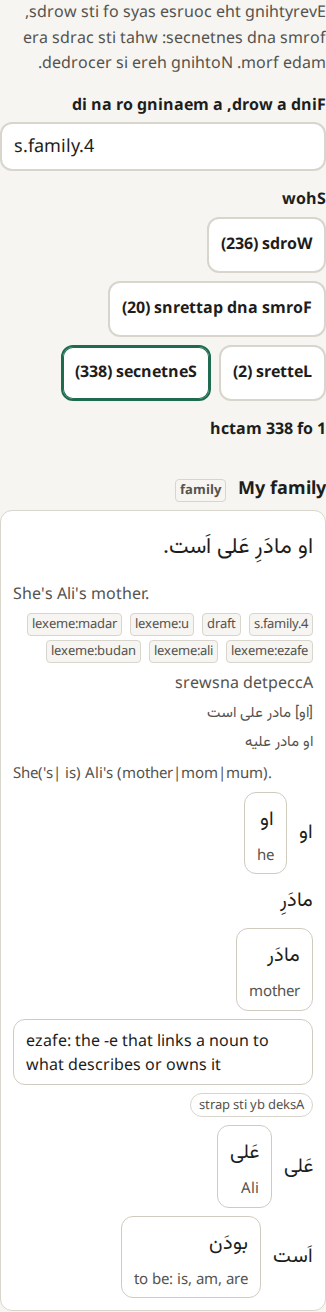 ,sdrow sti fo syas esruoc eht gnihtyrevE
era sdrac sti tahw :secnetnes dna smrof
.dedrocer si ereh gnihtoN .morf edam
di na ro gninaem a ,drow a dniF
s.family.4
wohS
(236) sdroW
(20) snrettap dna smroF
(2) sretteL
(338) secnetneS
hctam 338 fo 1
My family family
او مادَرِ عَلی اَست.
She's Ali's mother.
s.family.4 draft lexeme:u lexeme:madar
lexeme:ezafe lexeme:ali lexeme:budan
srewsna detpeccA
[او] مادر علی است
او مادر علیه
She('s| is) Ali's (mother|mom|mum).
او
او
he
مادَرِ
مادَر
mother
ezafe: the -e that links a noun to
what describes or owns it
strap sti yb deksA
عَلی
عَلی
Ali
اَست
بودَن
to be: is, am, are